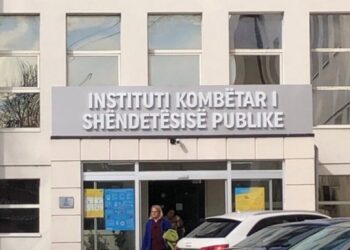 INSTITUTI KOMBËTAR I
SHËNDETËSISË PUBLIKE